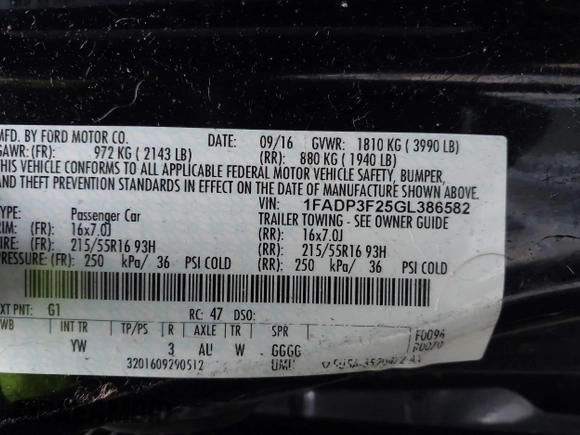 MFD. BY FORD MOTOR CO. DATE: 09/16 GVWR: 1810 KG ( 3990 LB)
GAWR: (FR): 972 KG ( 2143 LB) (RR): 880 KG ( 1940 LB)
THIS VEHICLE CONFORMS TO ALL APPLICABLE FEDERAL MOTOR VEHICLE SAFETY, BUMPER,
AND THEFT PREVENTION STANDARDS IN EFFECT ON THE DATE OF MANUFACTURE SHOWN ABOVE.
VIN: 1FADP3F25GL386582
TYPE: Passenger Car TRAILER TOWING - SEE OWNER GUIDE
RIM: (FR) 16x7.0J (RR): 16x7.0J
TIRE: (FR): 215/55R16 93H (RR): 215/55R16 93H
PRESSURE: (FR) 250 kPa/ 36 PSI COLD (RR): 250 kPa/ 36 PSI COLD
EXT PNT: G1 RC: 47 DSO:
WB INT TR TP/PS R AXLE TR SPR
YW 3 AU W GGGG
3201609290512 UMU
F0096